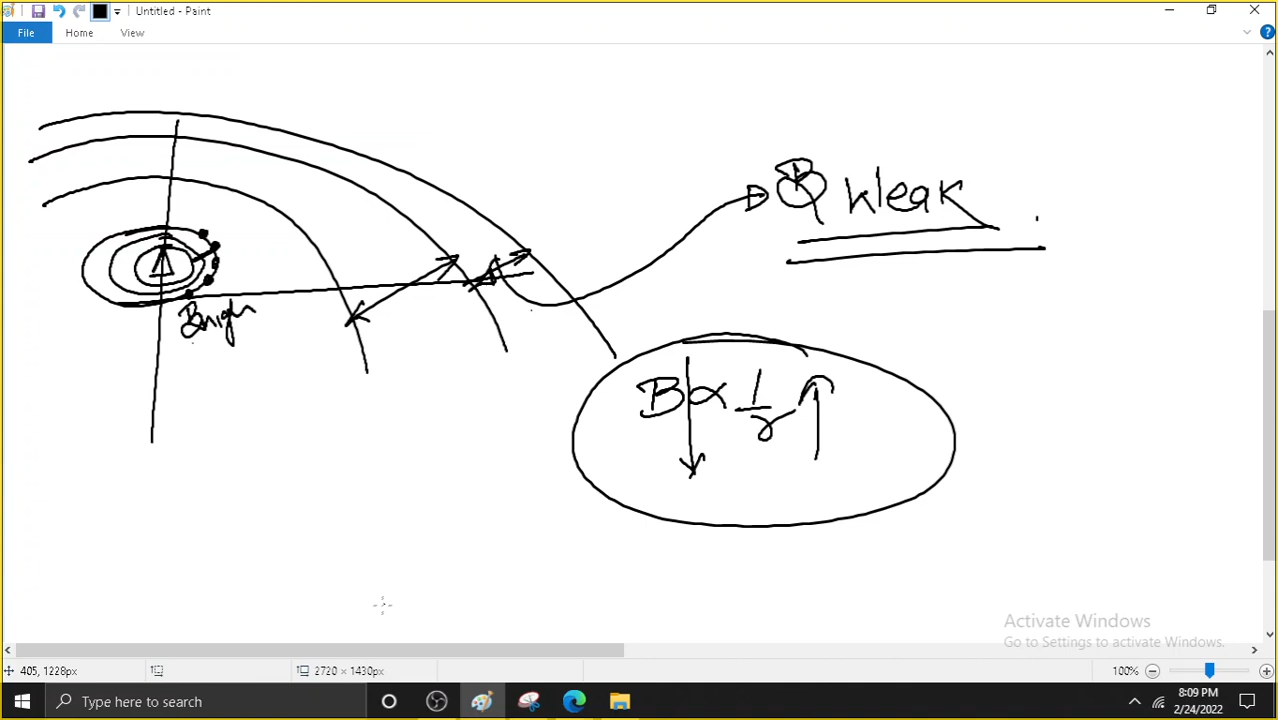 Untitled - Paint
File Home View
B Weak
B high
B ∝ 1/r
Activate Windows
Go to Settings to activate Windows.
405, 1228px
2720 × 1430px
100%
Type here to search
8:09 PM
2/24/2022